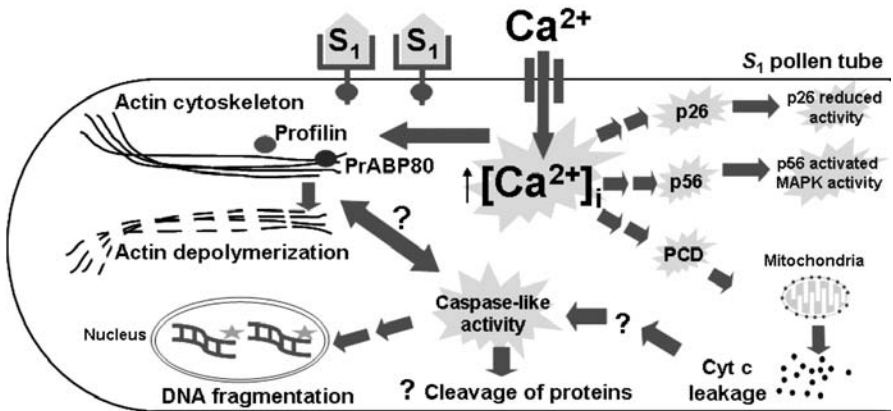 S1
S1
Ca2+
S1 pollen tube
Actin cytoskeleton
Profilin
PrABP80
p26
p26 reduced
activity
↑[Ca2+]i
p56
p56 activated
MAPK activity
?
Actin depolymerization
PCD
Mitochondria
Caspase-like
activity
?
Nucleus
DNA fragmentation
? Cleavage of proteins
Cyt c
leakage